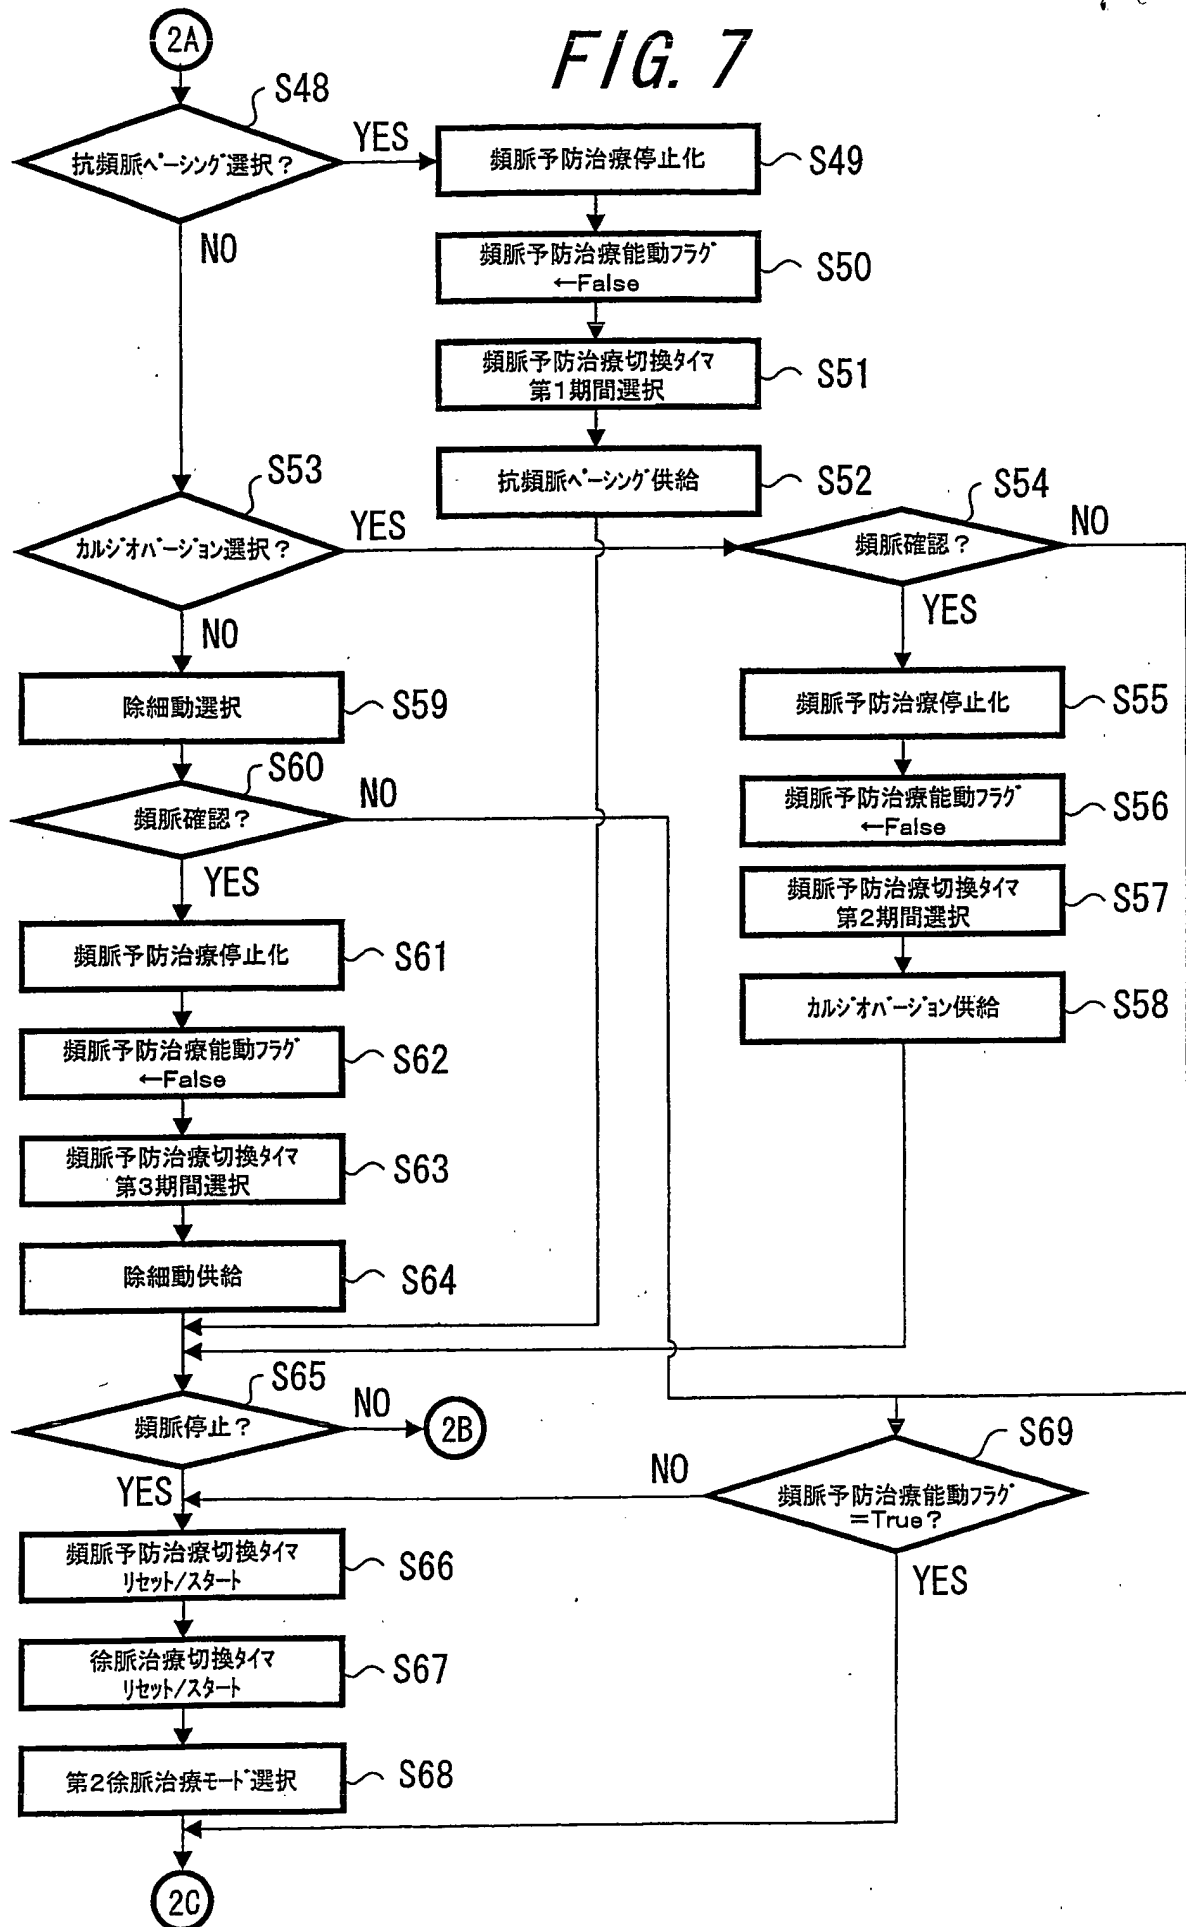 2A
FIG. 7
S48
抗頻脈ペーシング選択？
YES
NO
頻脈予防治療停止化
S49
頻脈予防治療能動フラグ
←False
S50
頻脈予防治療切換タイマ
第1期間選択
S51
抗頻脈ペーシング供給
S52
S53
カルジオバージョン選択？
YES
NO
S54
頻脈確認？
NO
YES
頻脈予防治療停止化
S55
頻脈予防治療能動フラグ
←False
S56
頻脈予防治療切換タイマ
第2期間選択
S57
カルジオバージョン供給
S58
除細動選択
S59
S60
頻脈確認？
NO
YES
頻脈予防治療停止化
S61
頻脈予防治療能動フラグ
←False
S62
頻脈予防治療切換タイマ
第3期間選択
S63
除細動供給
S64
S65
頻脈停止？
NO
2B
YES
S69
頻脈予防治療能動フラグ
＝True？
NO
YES
頻脈予防治療切換タイマ
リセット/スタート
S66
徐脈治療切換タイマ
リセット/スタート
S67
第2徐脈治療モード選択
S68
2C